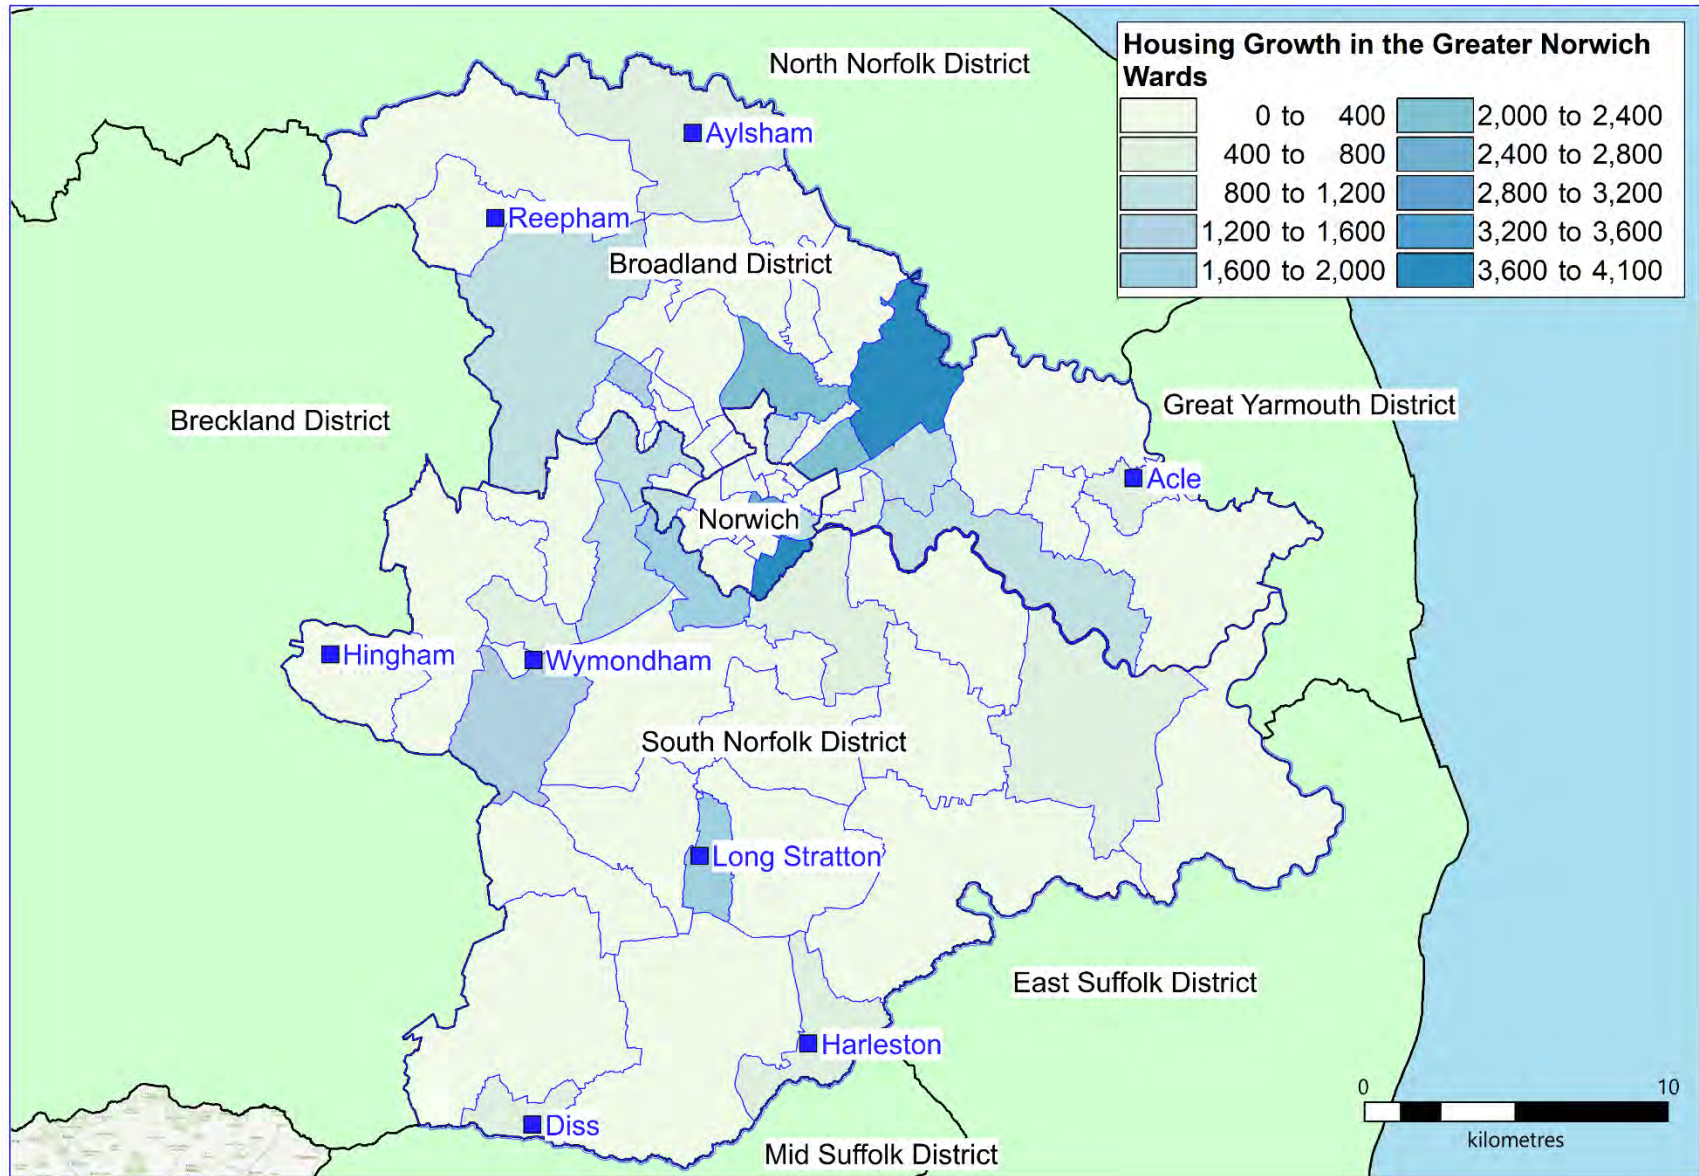 Housing Growth in the Greater Norwich
Wards
0 to 400
400 to 800
800 to 1,200
1,200 to 1,600
1,600 to 2,000
2,000 to 2,400
2,400 to 2,800
2,800 to 3,200
3,200 to 3,600
3,600 to 4,100
North Norfolk District
Aylsham
Reepham
Broadland District
Breckland District
Great Yarmouth District
Acle
Norwich
Hingham
Wymondham
South Norfolk District
Long Stratton
East Suffolk District
Harleston
Diss
Mid Suffolk District
0 10
kilometres